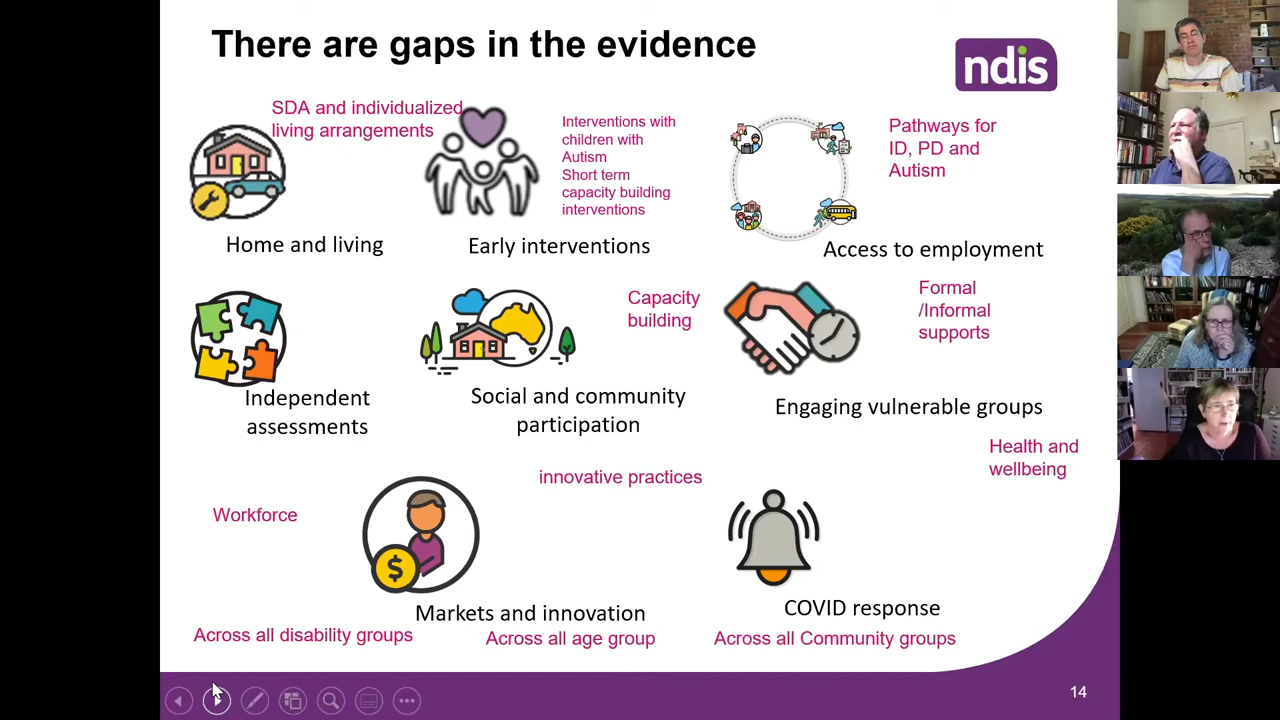 There are gaps in the evidence
ndis
SDA and individualized
living arrangements
Home and living
Interventions with
children with
Autism
Short term
capacity building
interventions
Early interventions
Pathways for
ID, PD and
Autism
Access to employment
Independent
assessments
Capacity
building
Social and community
participation
Formal
/Informal
supports
Engaging vulnerable groups
Health and
wellbeing
innovative practices
Workforce
$
Markets and innovation
COVID response
Across all disability groups
Across all age group
Across all Community groups
14